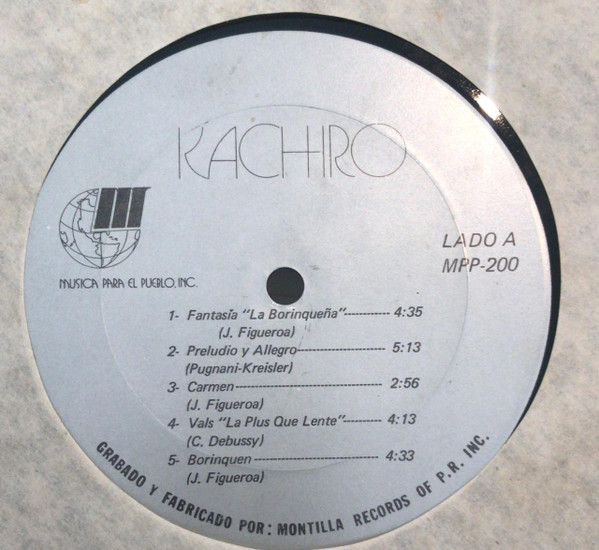 KACHIRO
MUSICA PARA EL PUEBLO, INC.
LADO A
MPP-200
1- Fantasía "La Borinqueña"----------- 4:35
(J. Figueroa)
2- Preludio y Allegro--------------------- 5:13
(Pugnani-Kreisler)
3- Carmen----------------------------------- 2:56
(J. Figueroa)
4- Vals "La Plus Que Lente"--------- 4:13
(C. Debussy)
5- Borinquen------------------------------- 4:33
(J. Figueroa)
GRABADO Y FABRICADO POR: MONTILLA RECORDS OF P.R. INC.